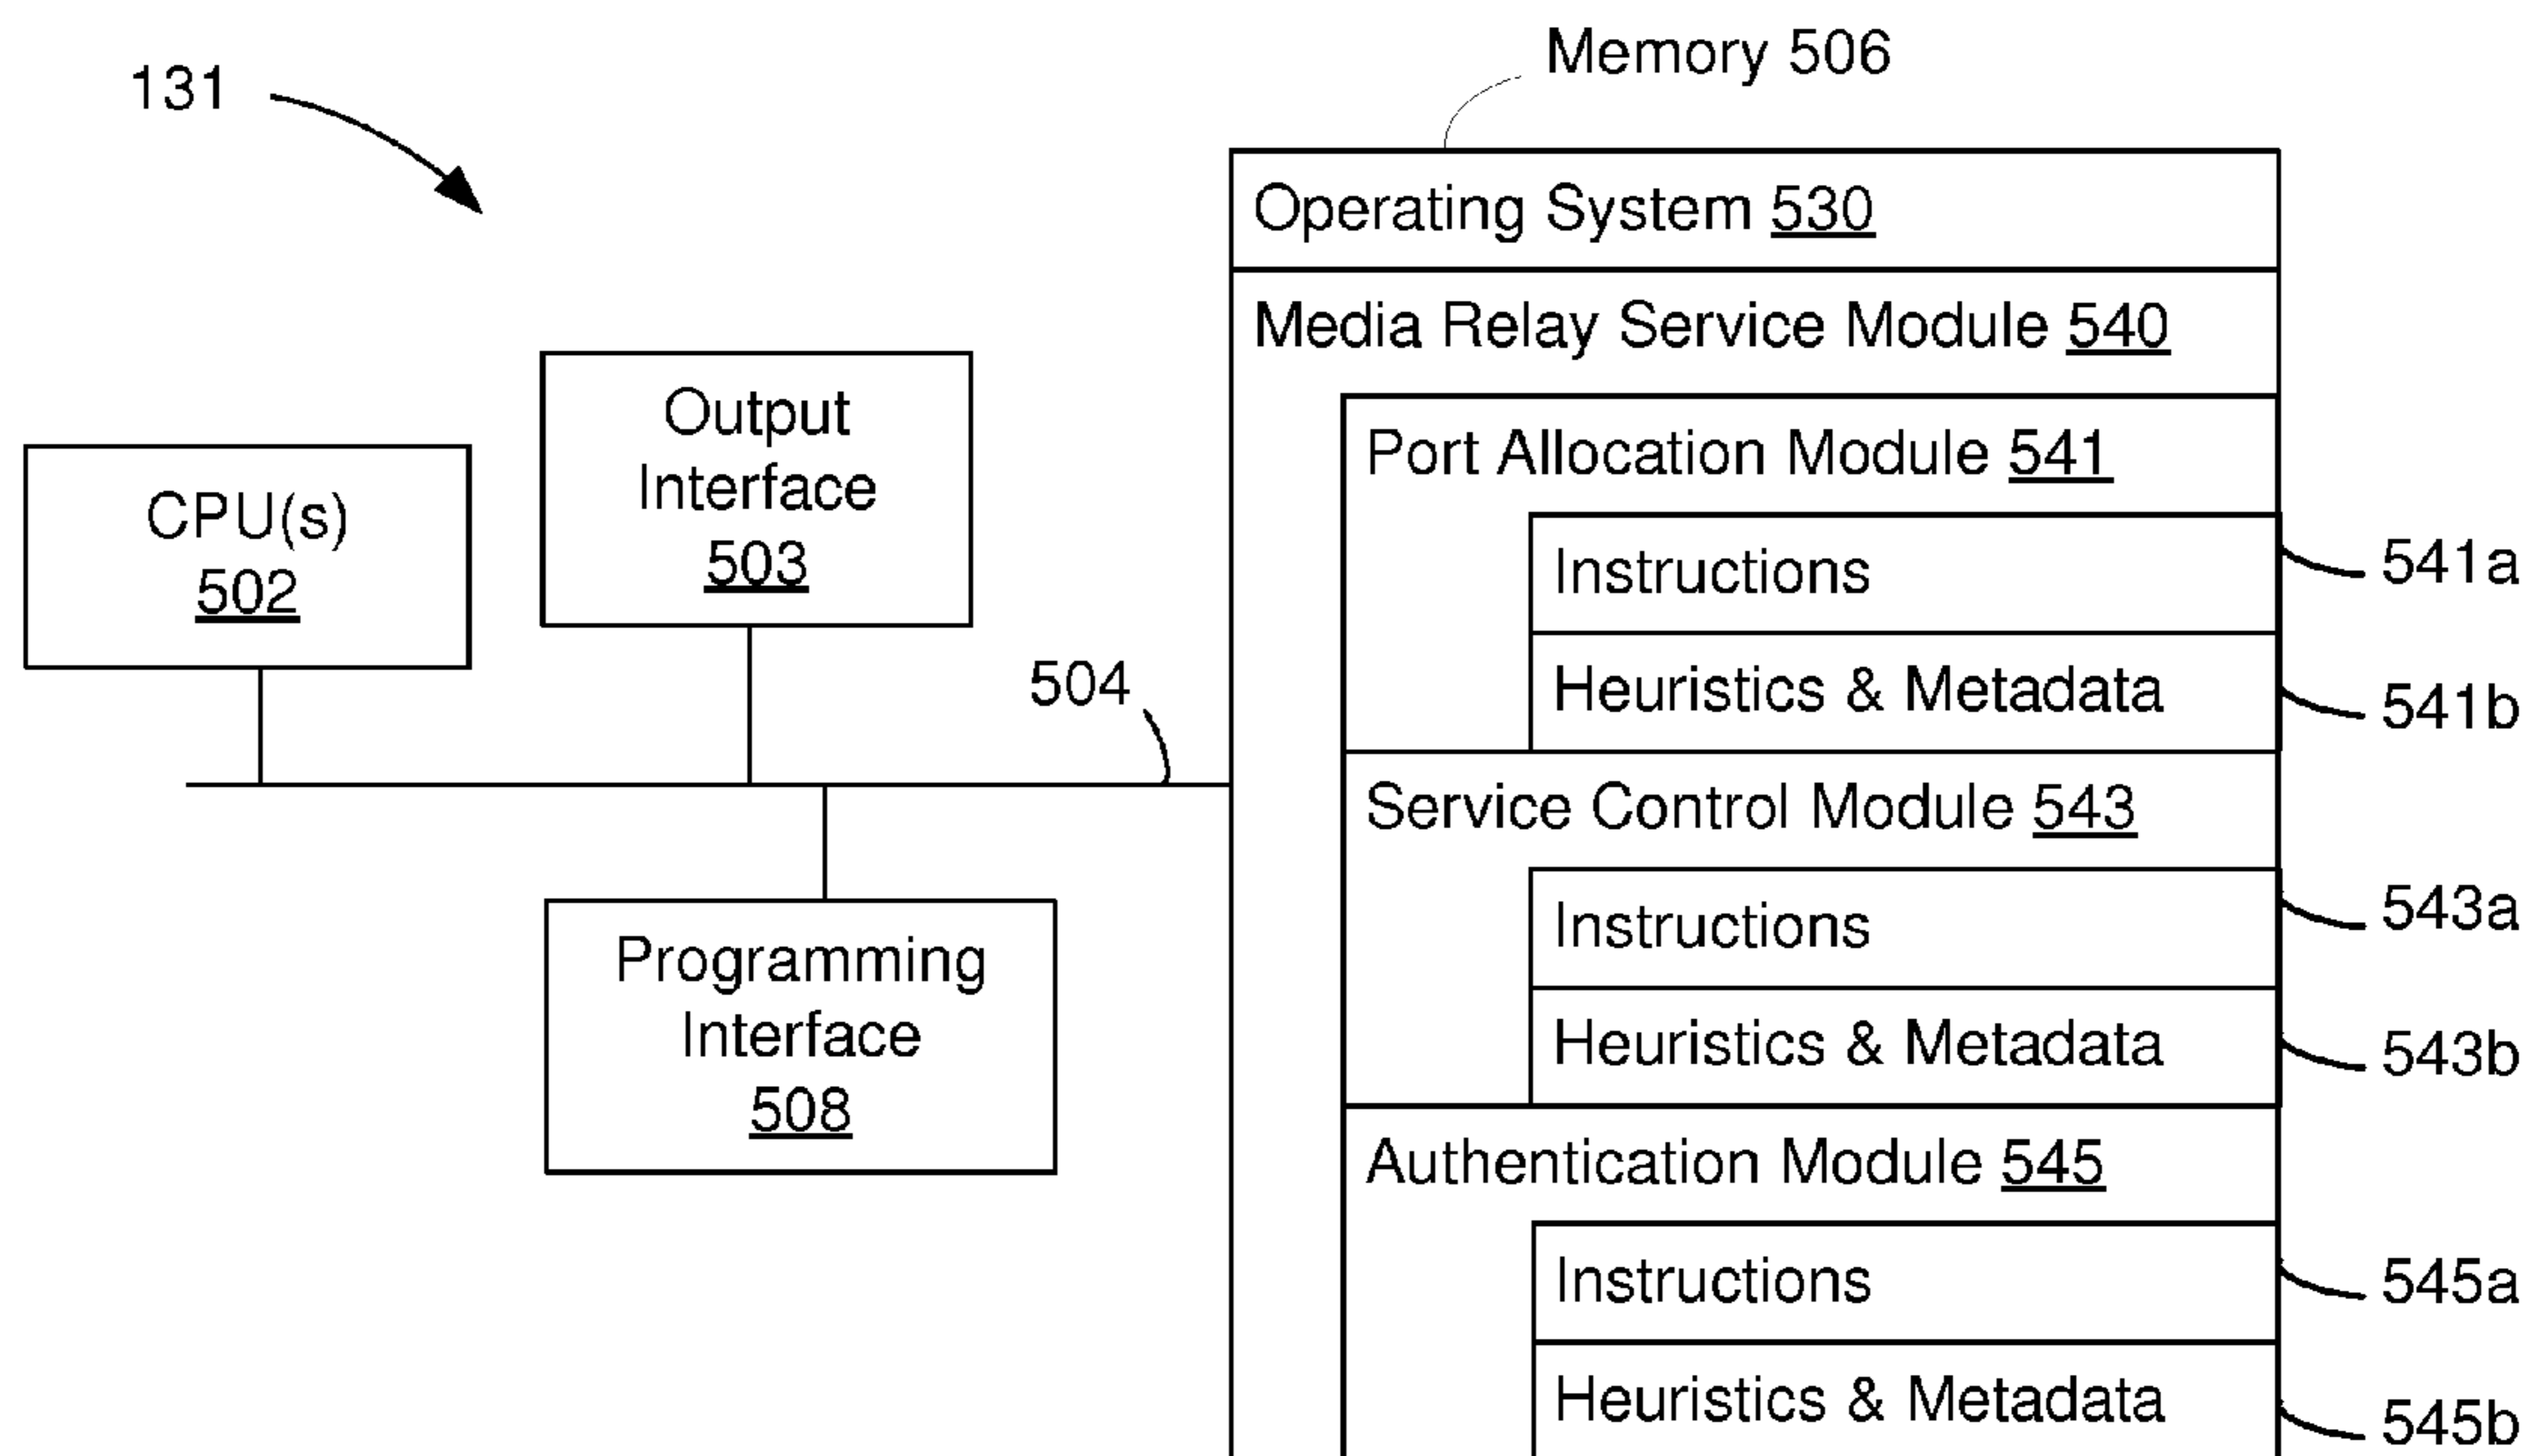 131
Memory 506
Operating System 530
Media Relay Service Module 540
Port Allocation Module 541
Instructions
541a
Heuristics & Metadata
541b
Service Control Module 543
Instructions
543a
Heuristics & Metadata
543b
Authentication Module 545
Instructions
545a
Heuristics & Metadata
545b
CPU(s)
502
Output
Interface
503
504
Programming
Interface
508